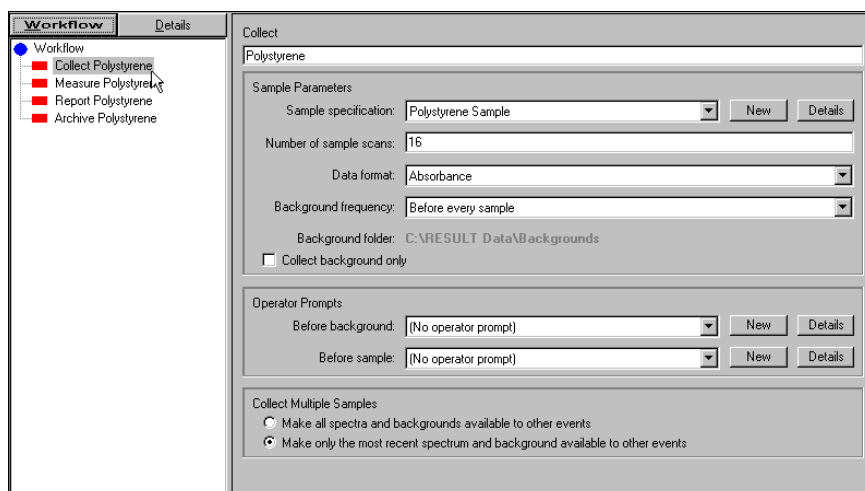 Workflow
Details
Workflow
Collect Polystyrene
Measure Polystyrene
Report Polystyrene
Archive Polystyrene
Collect
Polystyrene
Sample Parameters
Sample specification: Polystyrene Sample New Details
Number of sample scans: 16
Data format: Absorbance
Background frequency: Before every sample
Background folder: C:\RESULT Data\Backgrounds
Collect background only
Operator Prompts
Before background: (No operator prompt) New Details
Before sample: (No operator prompt) New Details
Collect Multiple Samples
Make all spectra and backgrounds available to other events
Make only the most recent spectrum and background available to other events